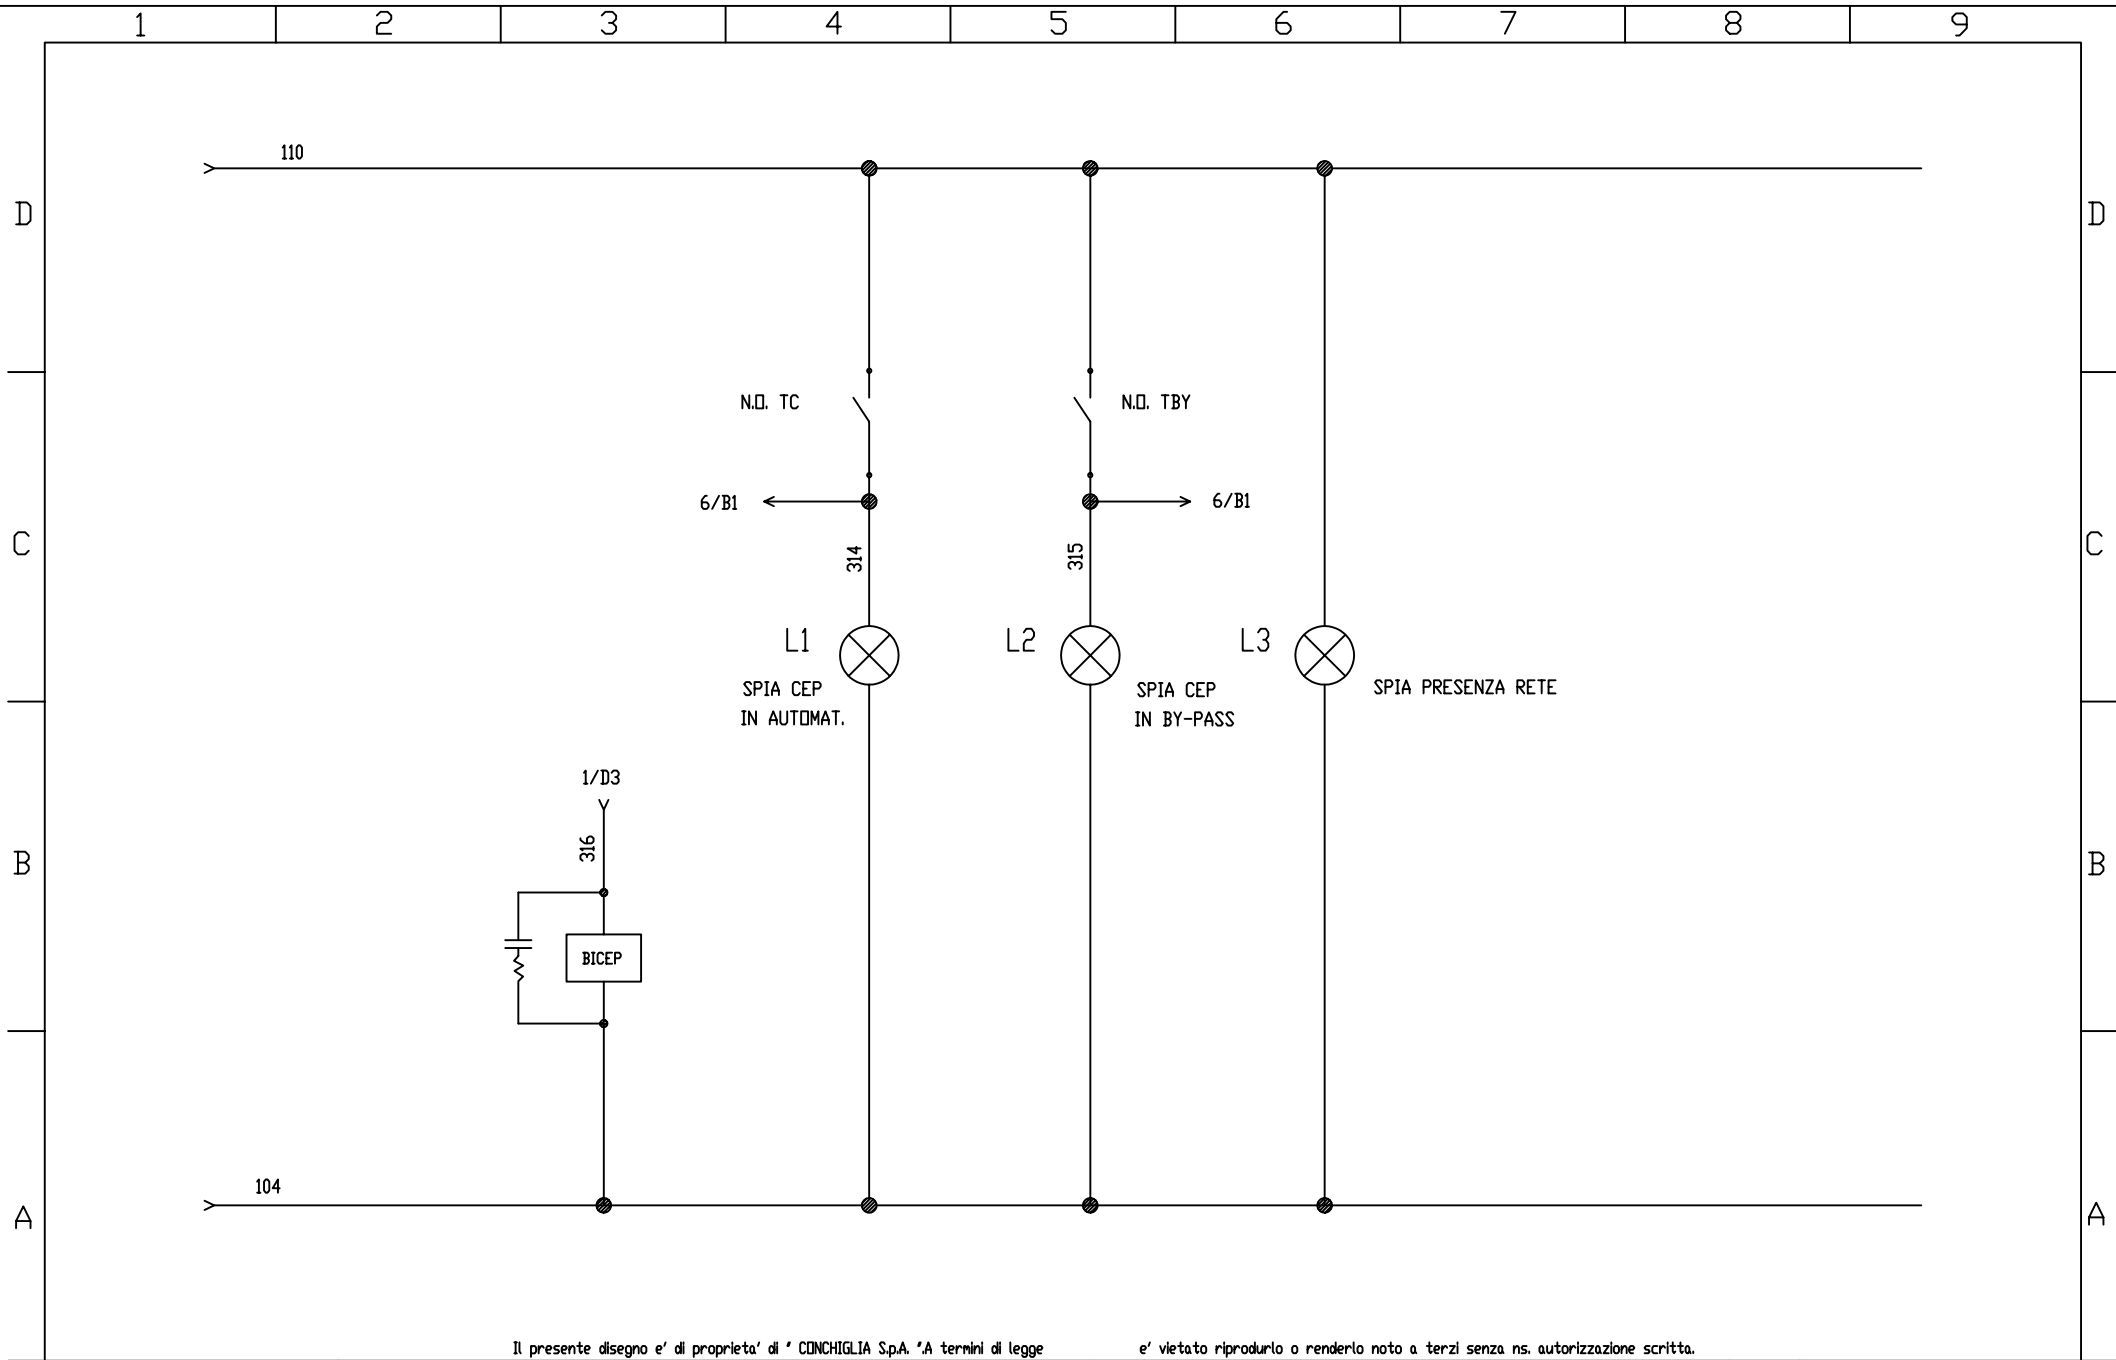 1 2 3 4 5 6 7 8 9
110
D D
N.O. TC N.O. TBY
6/B1 6/B1
C C
314 315
L1 L2 L3
SPIA CEP
IN AUTOMAT.
SPIA CEP
IN BY-PASS
SPIA PRESENZA RETE
1/D3
316
B B
BICEP
104
A A
Il presente disegno e' di proprieta' di " CONCHIGLIA S.p.A. ".A termini di legge e' vietato riprodurlo o renderlo noto a terzi senza ns. autorizzazione scritta.